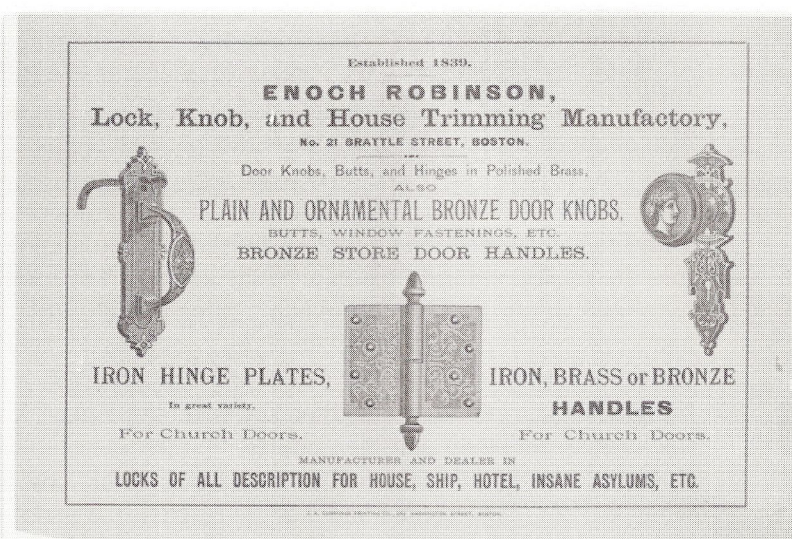 Established 1839.
ENOCH ROBINSON,
Lock, Knob, and House Trimming Manufactory,
No. 21 BRATTLE STREET, BOSTON.
Door Knobs, Butts, and Hinges in Polished Brass,
ALSO
PLAIN AND ORNAMENTAL BRONZE DOOR KNOBS,
BUTTS, WINDOW FASTENINGS, ETC.
BRONZE STORE DOOR HANDLES.
IRON HINGE PLATES,
In great variety,
For Church Doors.
IRON, BRASS or BRONZE
HANDLES
For Church Doors.
MANUFACTURER AND DEALER IN
LOCKS OF ALL DESCRIPTION FOR HOUSE, SHIP, HOTEL, INSANE ASYLUMS, ETC.